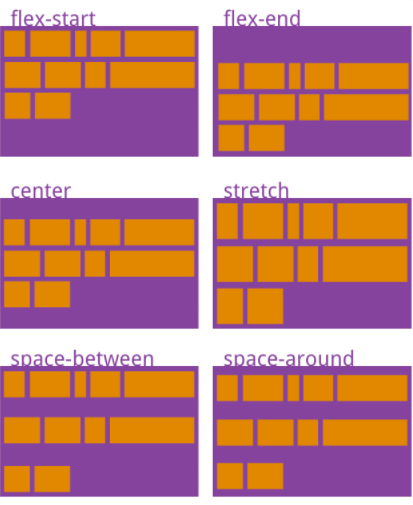 flex-start
flex-end
center
stretch
space-between
space-around